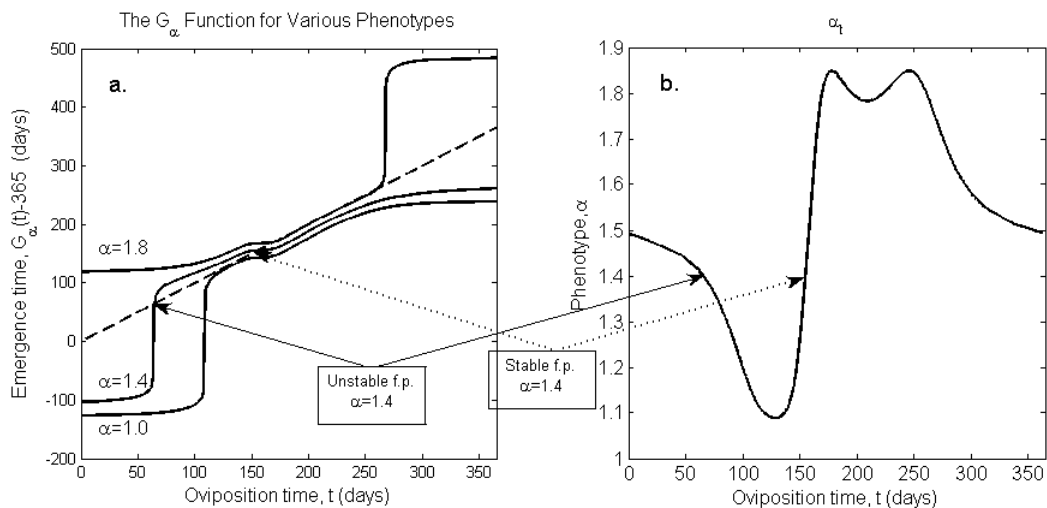 The Gα Function for Various Phenotypes
a.
Emergence time, Gα(t)-365 (days)
500
400
300
200
100
0
-100
-200
α=1.8
α=1.4
α=1.0
0 50 100 150 200 250 300 350
Oviposition time, t (days)
Unstable f.p.
α=1.4
Stable f.p.
α=1.4
αt
b.
Phenotype,α
2
1.9
1.8
1.7
1.6
1.5
1.4
1.3
1.2
1.1
1
0 50 100 150 200 250 300 350
Oviposition time, t (days)